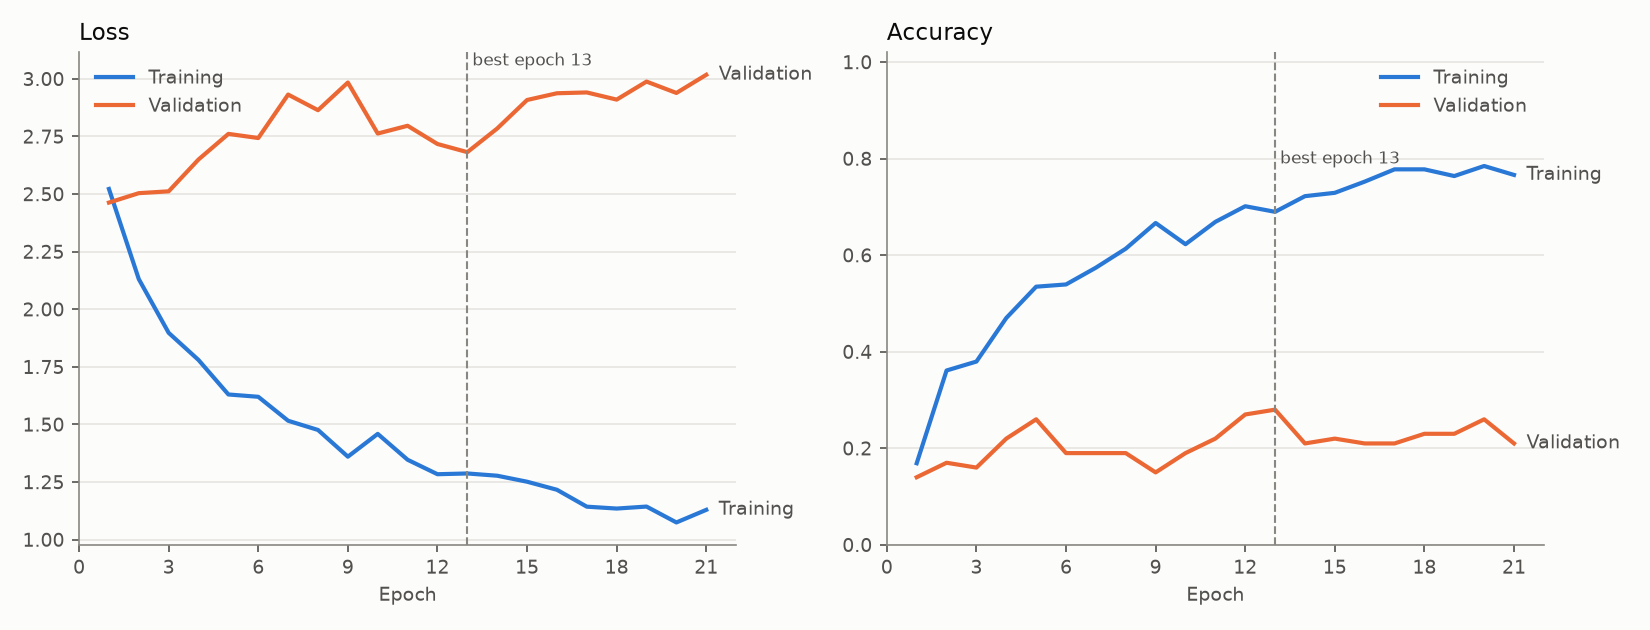 Loss
best epoch 13
Training
Validation
Validation
3.00
2.75
2.50
2.25
2.00
1.75
1.50
1.25
1.00
Training
0 3 6 9 12 15 18 21
Epoch
Accuracy
Training
Validation
best epoch 13
1.0
0.8
0.6
0.4
0.2
0.0
Training
Validation
0 3 6 9 12 15 18 21
Epoch